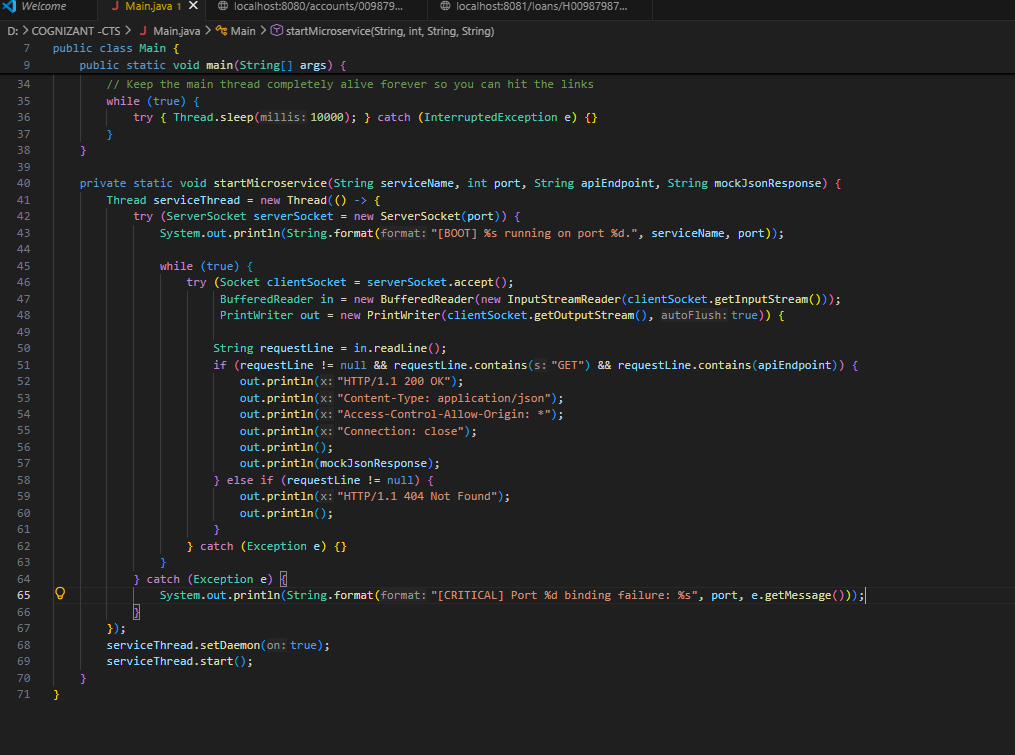 Welcome
J Main.java 1 ✕
localhost:8080/accounts/009879...
localhost:8081/loans/H00987987...
D: > COGNIZANT -CTS > J Main.java > Main > startMicroservice(String, int, String, String)
7 public class Main {
9 public static void main(String[] args) {
34 // Keep the main thread completely alive forever so you can hit the links
35 while (true) {
36 try { Thread.sleep(millis: 10000); } catch (InterruptedException e) {}
37 }
38 }
39
40 private static void startMicroservice(String serviceName, int port, String apiEndpoint, String mockJsonResponse) {
41 Thread serviceThread = new Thread(() -> {
42 try (ServerSocket serverSocket = new ServerSocket(port)) {
43 System.out.println(String.format(format: "[BOOT] %s running on port %d.", serviceName, port));
44
45 while (true) {
46 try (Socket clientSocket = serverSocket.accept();
47 BufferedReader in = new BufferedReader(new InputStreamReader(clientSocket.getInputStream()));
48 PrintWriter out = new PrintWriter(clientSocket.getOutputStream(), autoFlush: true)) {
49
50 String requestLine = in.readLine();
51 if (requestLine != null && requestLine.contains(s: "GET") && requestLine.contains(apiEndpoint)) {
52 out.println(x: "HTTP/1.1 200 OK");
53 out.println(x: "Content-Type: application/json");
54 out.println(x: "Access-Control-Allow-Origin: *");
55 out.println(x: "Connection: close");
56 out.println();
57 out.println(mockJsonResponse);
58 } else if (requestLine != null) {
59 out.println(x: "HTTP/1.1 404 Not Found");
60 out.println();
61 }
62 } catch (Exception e) {}
63 }
64 } catch (Exception e) {
65 System.out.println(String.format(format: "[CRITICAL] Port %d binding failure: %s", port, e.getMessage()));
66 }
67 });
68 serviceThread.setDaemon(on: true);
69 serviceThread.start();
70 }
71 }